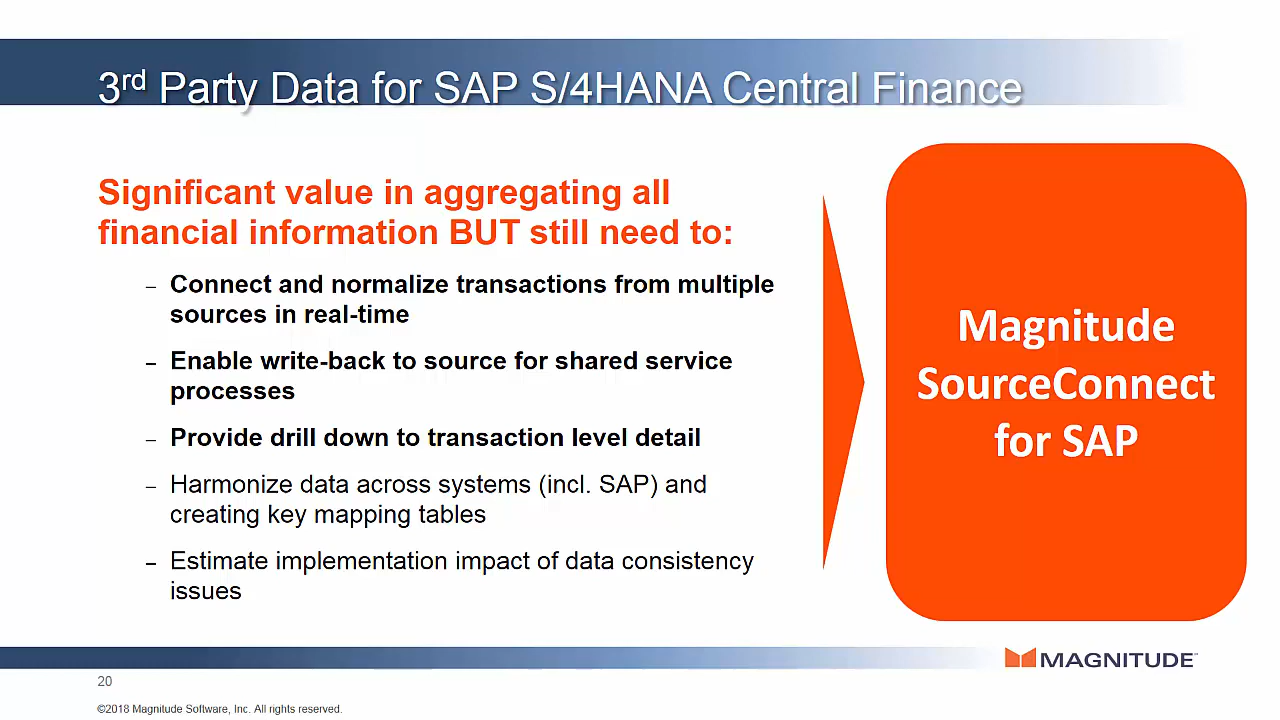 3rd Party Data for SAP S/4HANA Central Finance
Significant value in aggregating all
financial information BUT still need to:
– Connect and normalize transactions from multiple
sources in real-time
– Enable write-back to source for shared service
processes
– Provide drill down to transaction level detail
– Harmonize data across systems (incl. SAP) and
creating key mapping tables
– Estimate implementation impact of data consistency
issues
Magnitude
SourceConnect
for SAP
MAGNITUDE™
20
©2018 Magnitude Software, Inc. All rights reserved.